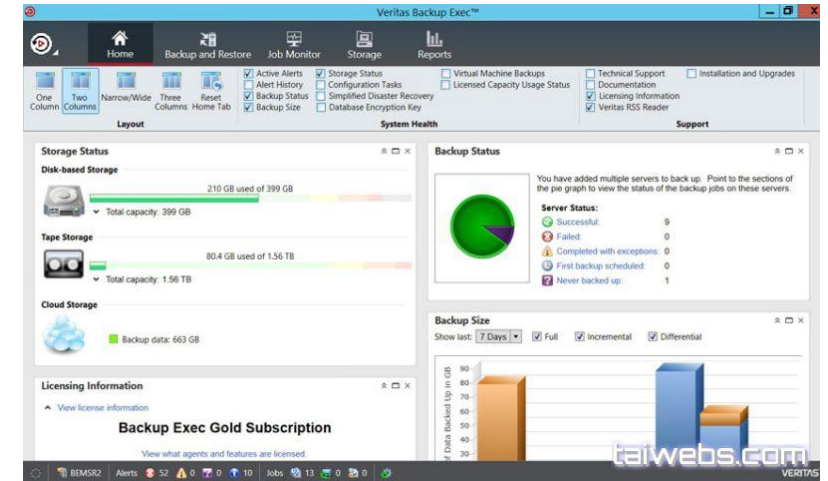 Veritas Backup Exec™
Home
Backup and Restore
Job Monitor
Storage
Reports
One Column
Two Columns
Narrow/Wide
Three Columns
Reset Home Tab
Layout
Active Alerts
Alert History
Backup Status
Backup Size
Storage Status
Configuration Tasks
Simplified Disaster Recovery
Database Encryption Key
Virtual Machine Backups
Licensed Capacity Usage Status
System Health
Technical Support
Documentation
Licensing Information
Veritas RSS Reader
Installation and Upgrades
Support
Storage Status
Disk-based Storage
210 GB used of 399 GB
Total capacity: 399 GB
Tape Storage
80.4 GB used of 1.56 TB
Total capacity: 1.56 TB
Cloud Storage
Backup data: 663 GB
Licensing Information
View license information
Backup Exec Gold Subscription
View what agents and features are licensed
Backup Status
You have added multiple servers to back up. Point to the sections of
the pie graph to view the status of the backup jobs on these servers.
Server Status:
Successful: 9
Failed: 0
Completed with exceptions: 0
First backup scheduled: 0
Never backed up: 1
Backup Size
Show last: 7 Days Full Incremental Differential
of Data Backed Up in GB
90
80
70
60
50
40
30
taiwebs.com
BEMSR2 Alerts 52 0 0 10 Jobs 13 0 0
VERITAS